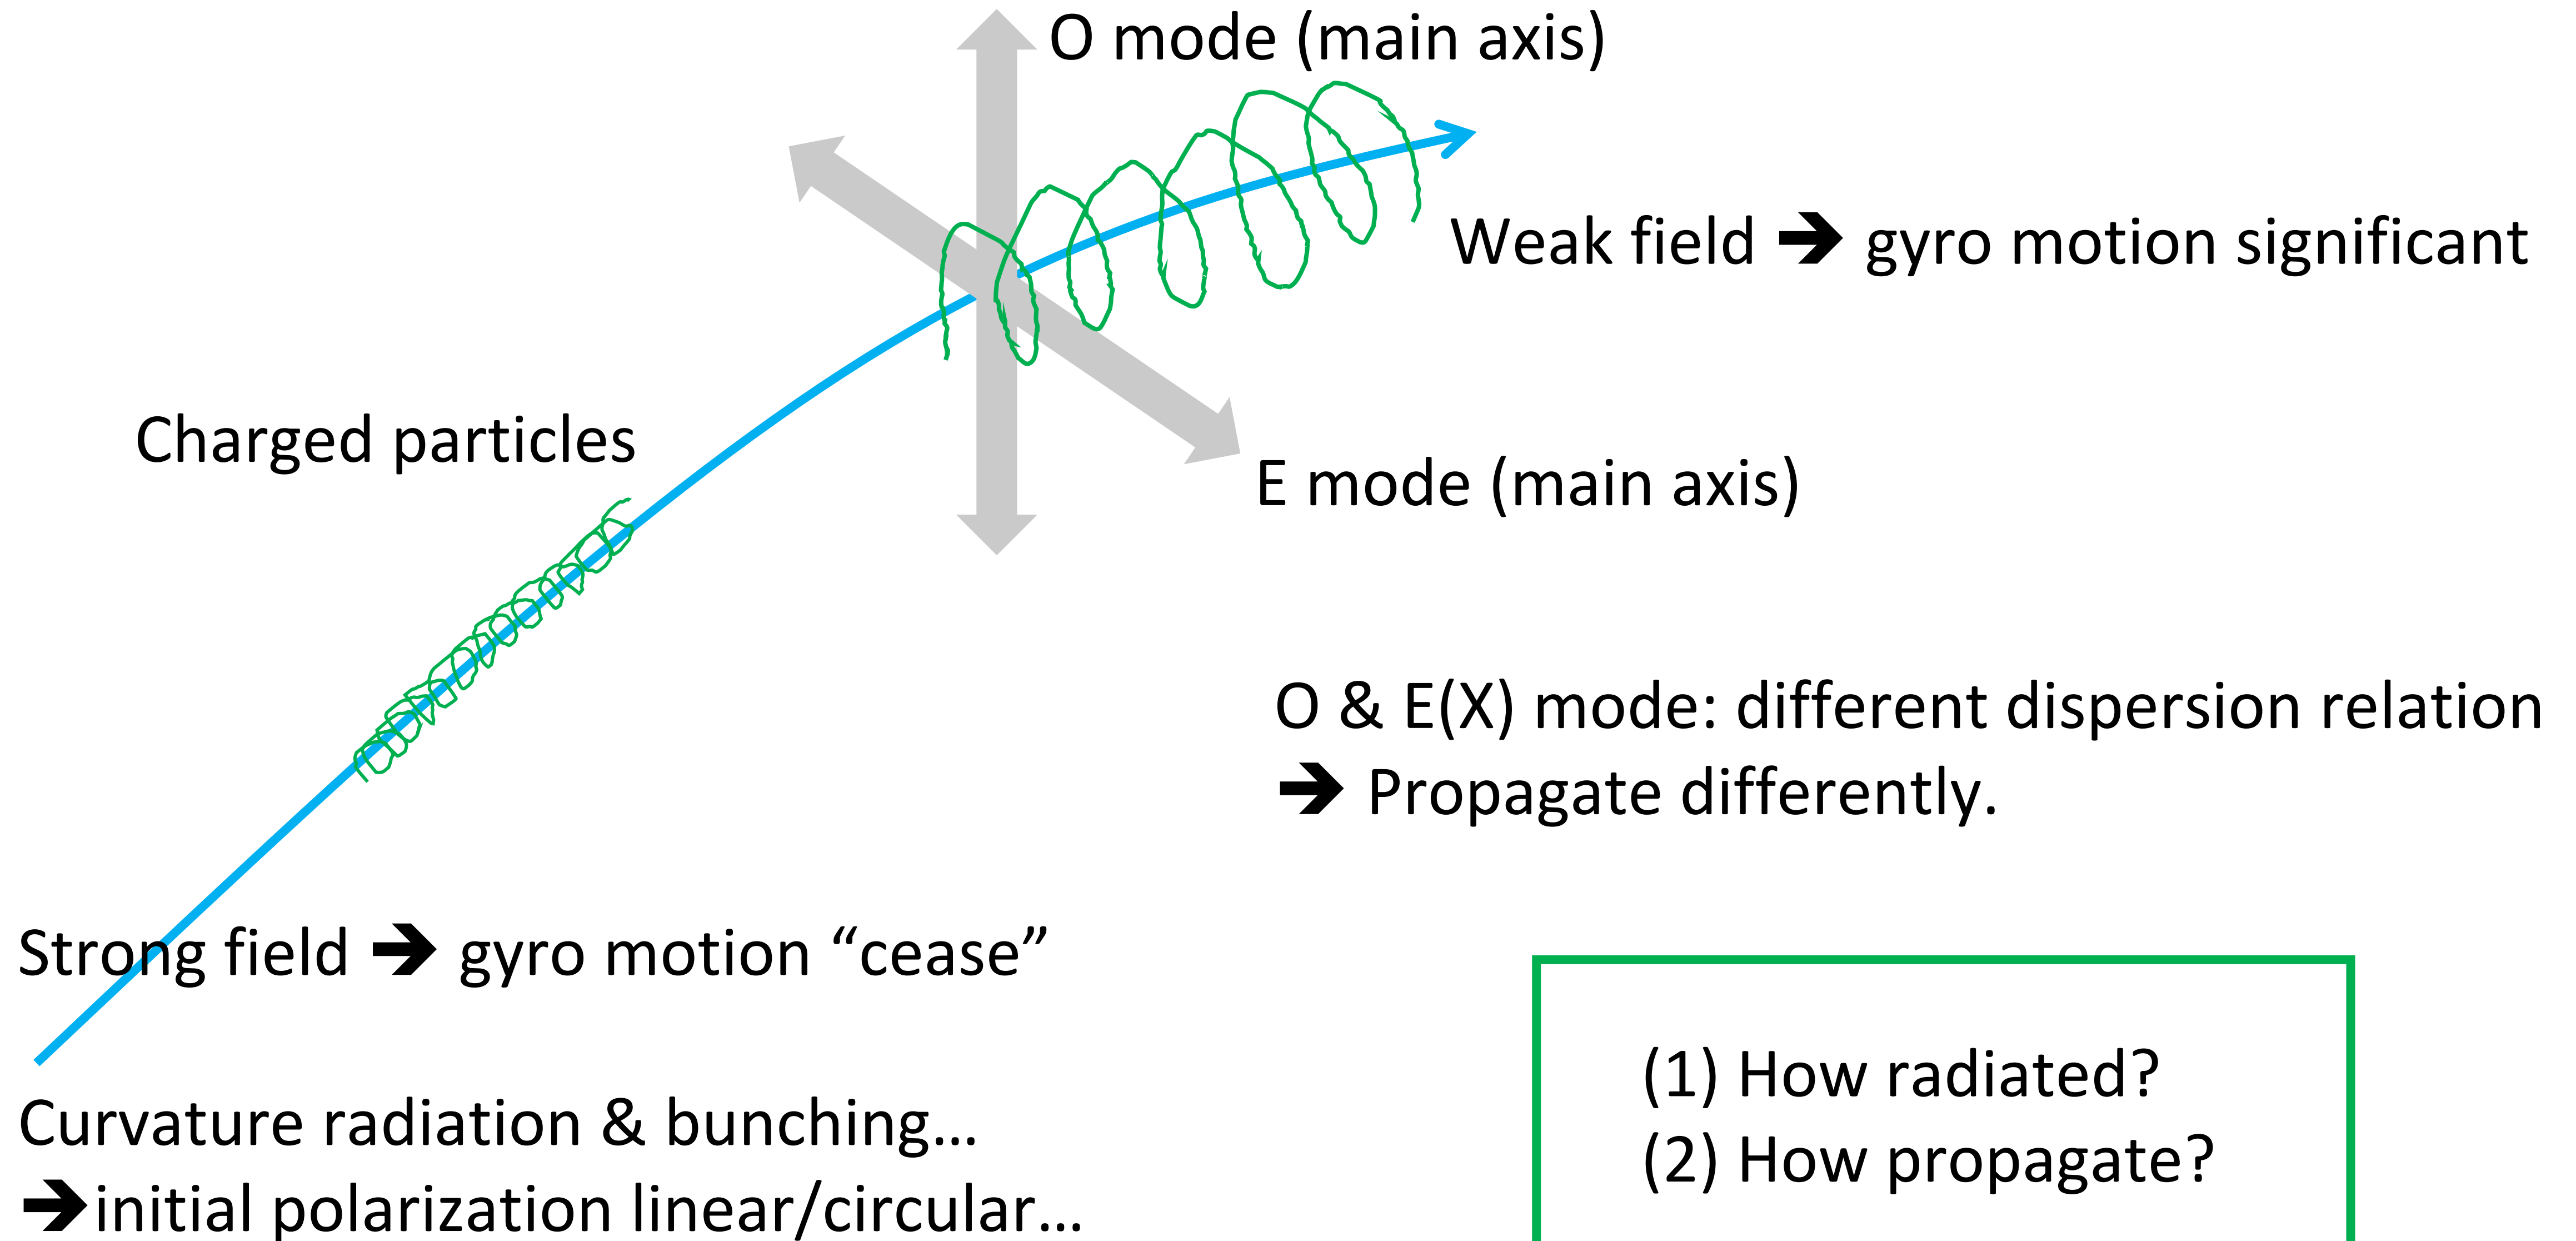 O mode (main axis)
Weak field 🡺 gyro motion significant
Charged particles
E mode (main axis)
O & E(X) mode: different dispersion relation
🡺 Propagate differently.
Strong field 🡺 gyro motion “cease”
Curvature radiation & bunching…
🡺initial polarization linear/circular…
(1) How radiated?
(2) How propagate?